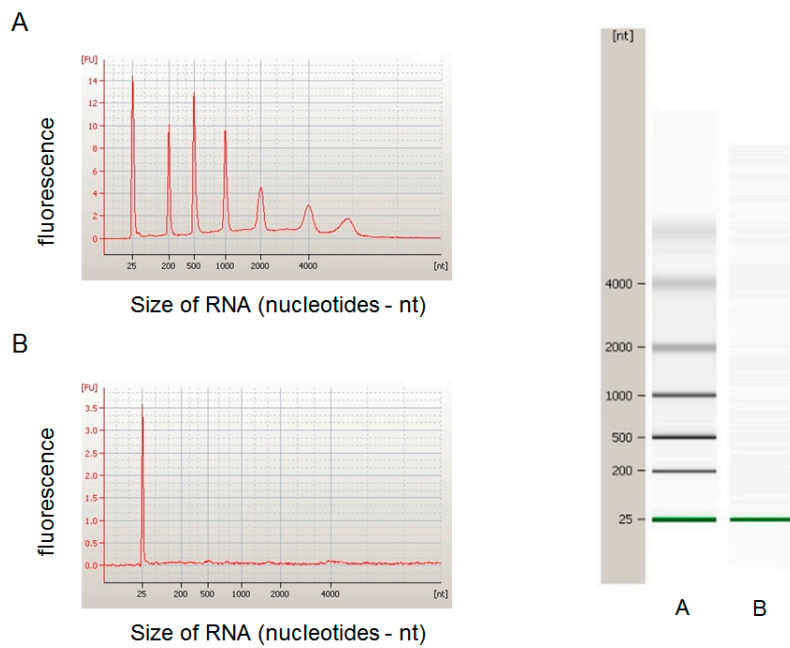 A
[FU]
14
12
10
8
6
4
2
0
fluorescence
25 200 500 1000 2000 4000 [nt]
Size of RNA (nucleotides - nt)
B
[FU]
3.5
3.0
2.5
2.0
1.5
1.0
0.5
0.0
fluorescence
25 200 500 1000 2000 4000 [nt]
Size of RNA (nucleotides - nt)
[nt]
4000
2000
1000
500
200
25
A B